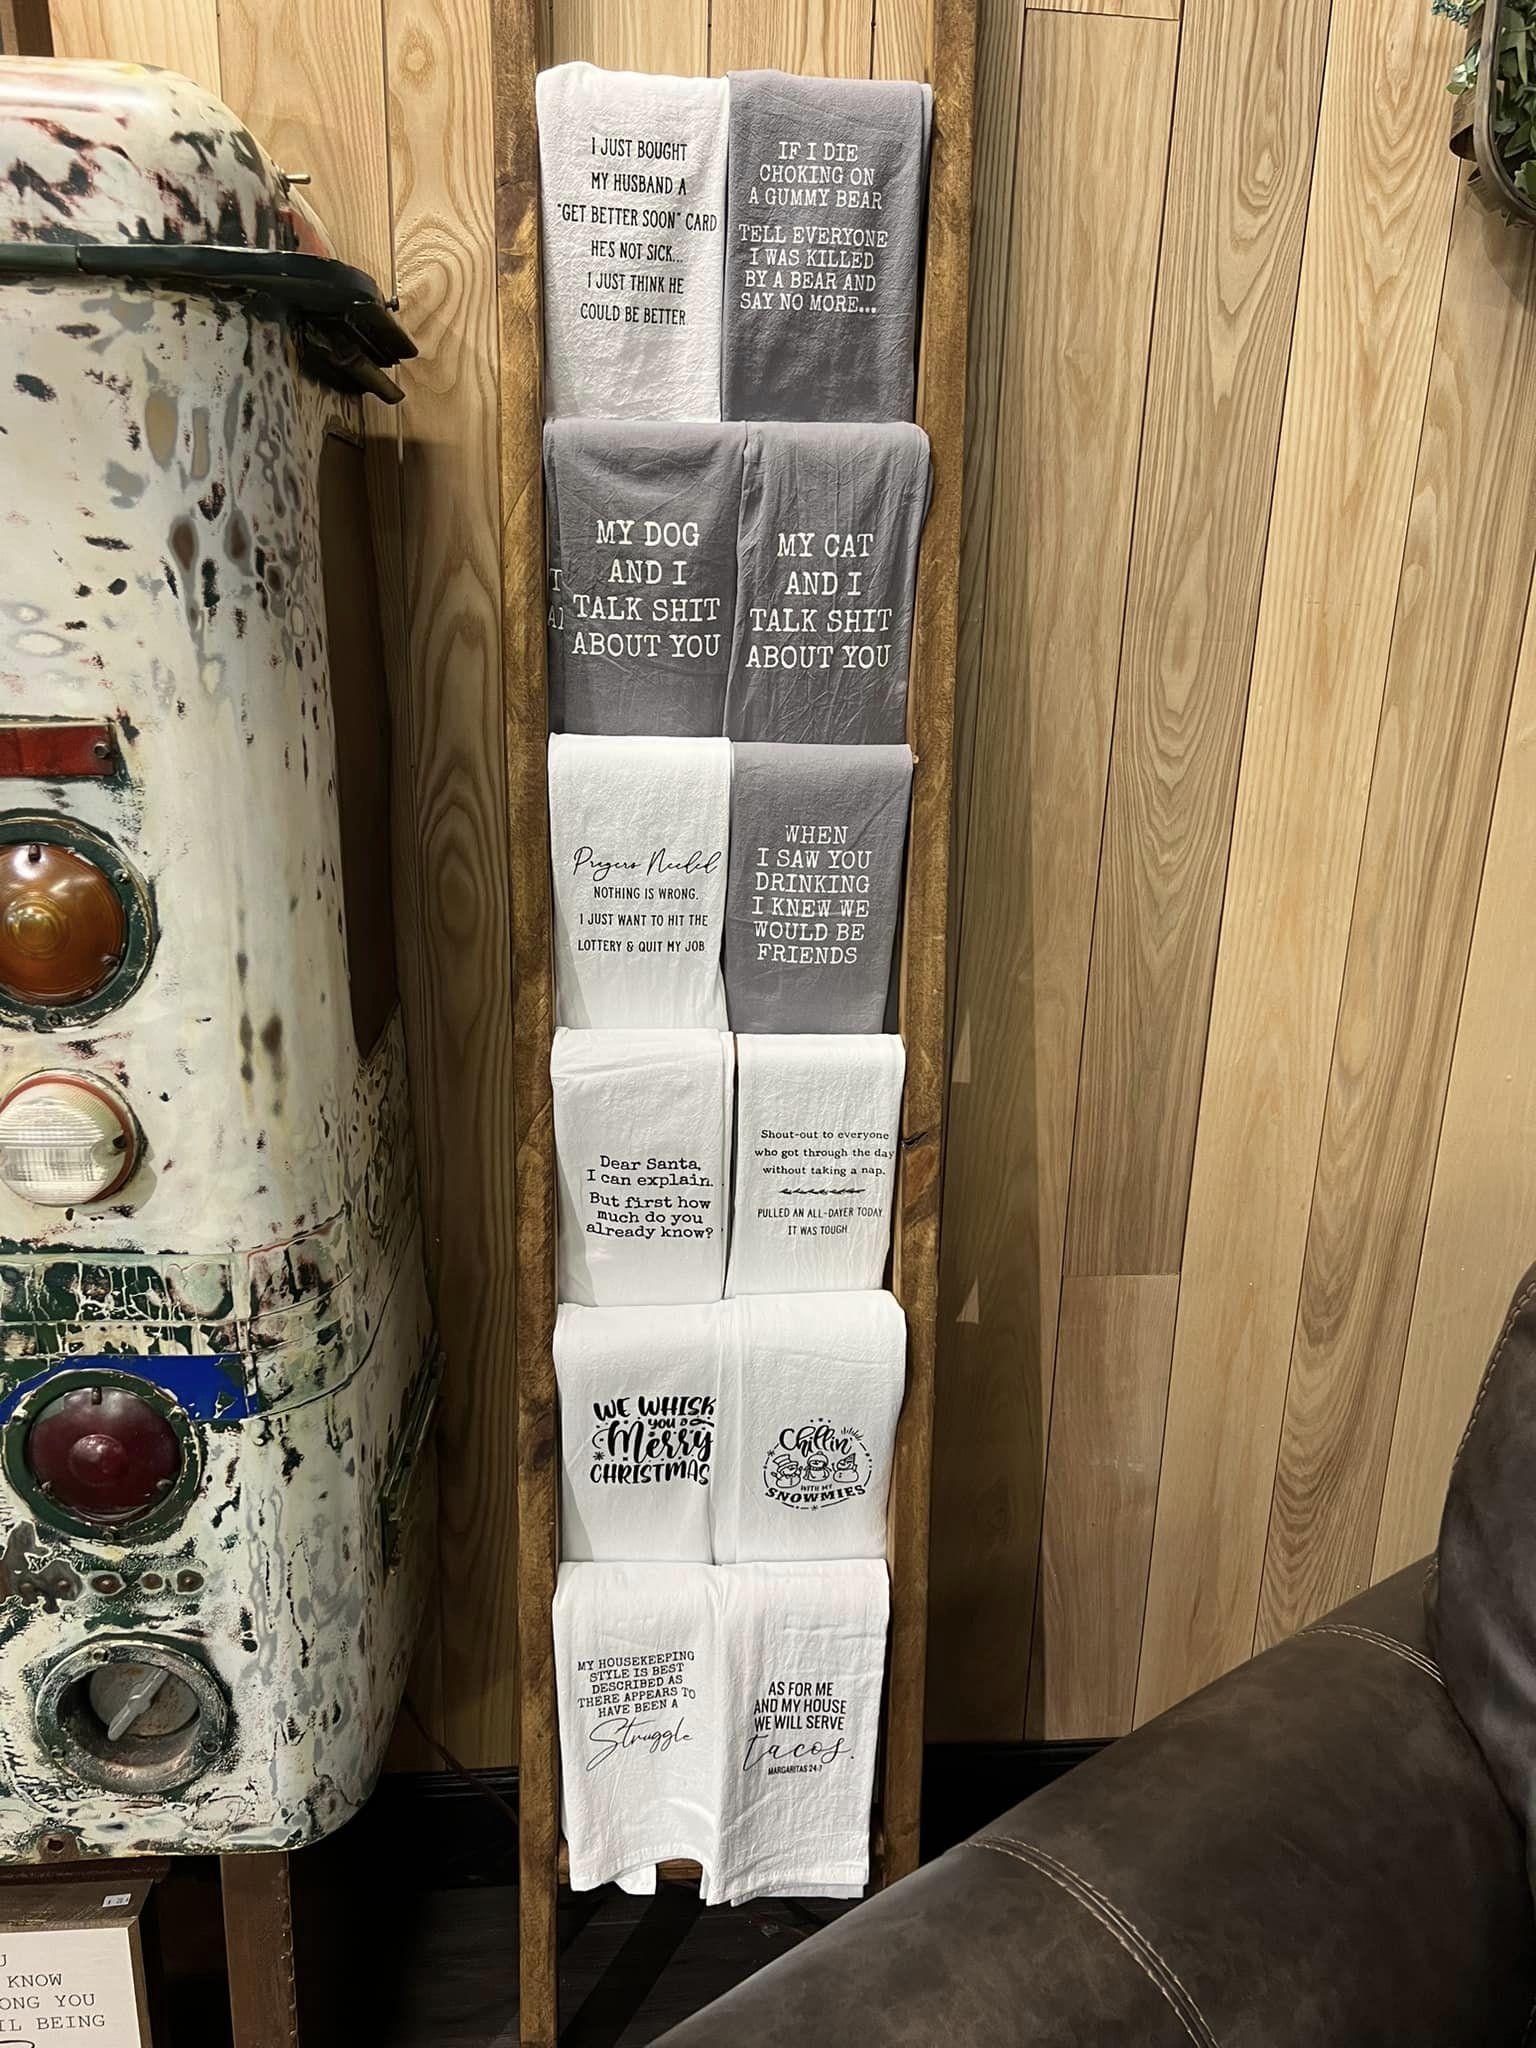 I JUST BOUGHT
MY HUSBAND A
"GET BETTER SOON" CARD
HE'S NOT SICK...
I JUST THINK HE
COULD BE BETTER
IF I DIE
CHOKING ON
A GUMMY BEAR
TELL EVERYONE
I WAS KILLED
BY A BEAR AND
SAY NO MORE...
MY DOG
AND I
TALK SHIT
ABOUT YOU
MY CAT
AND I
TALK SHIT
ABOUT YOU
Prayers Needed
NOTHING IS WRONG.
I JUST WANT TO HIT THE
LOTTERY & QUIT MY JOB
WHEN
I SAW YOU
DRINKING
I KNEW WE
WOULD BE
FRIENDS
Dear Santa,
I can explain.
But first how
much do you
already know?
Shout-out to everyone
who got through the day
without taking a nap.
PULLED AN ALL-DAYER TODAY
IT WAS TOUGH
WE WHISK
you a
Merry
CHRISTMAS
Chillin'
WITH MY
SNOWMIES
MY HOUSEKEEPING
STYLE IS BEST
DESCRIBED AS
THERE APPEARS TO
HAVE BEEN A
Struggle
AS FOR ME
AND MY HOUSE
WE WILL SERVE
tacos.
MARGARITAS 24:7
KNOW
YOU
BEING